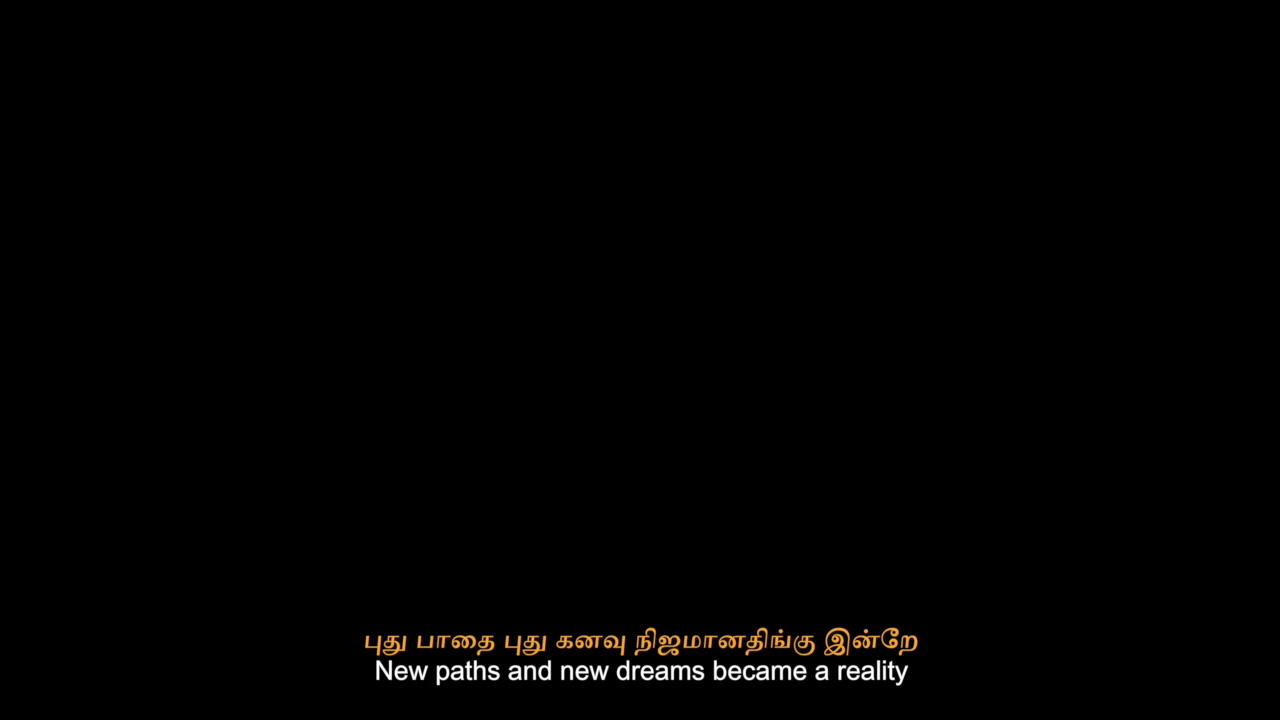 புது பாதை புது கனவு நிஜமானதிங்கு இன்றே
New paths and new dreams became a reality